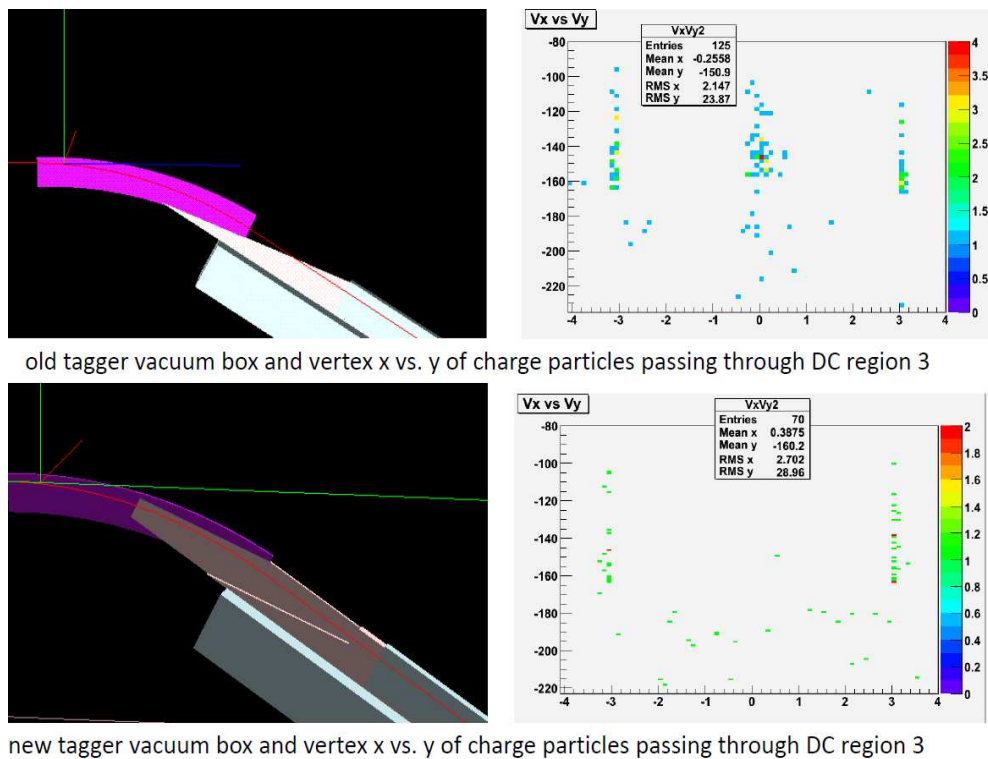 Vx vs Vy
VxVy2
Entries 125
Mean x -0.2558
Mean y -150.9
RMS x 2.147
RMS y 23.87
-80
-100
-120
-140
-160
-180
-200
-220
-4 -3 -2 -1 0 1 2 3 4
4
3.5
3
2.5
2
1.5
1
0.5
0
old tagger vacuum box and vertex x vs. y of charge particles passing through DC region 3
Vx vs Vy
VxVy2
Entries 70
Mean x 0.3875
Mean y -160.2
RMS x 2.702
RMS y 28.96
-80
-100
-120
-140
-160
-180
-200
-220
-4 -3 -2 -1 0 1 2 3 4
2
1.8
1.6
1.4
1.2
1
0.8
0.6
0.4
0.2
0
new tagger vacuum box and vertex x vs. y of charge particles passing through DC region 3